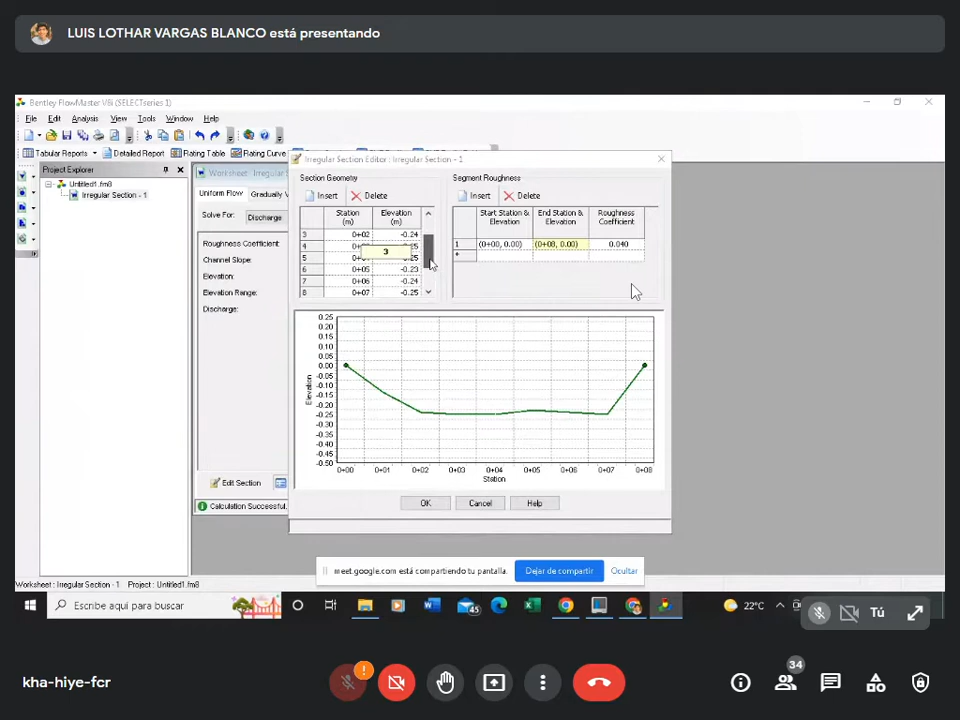 LUIS LOTHAR VARGAS BLANCO está presentando
Bentley FlowMaster V8i (SELECTseries 1)
File Edit Analysis View Tools Window Help
Tabular Reports Detailed Report Rating Table Rating Curve
Project Explorer
Untitled1.fm8
Irregular Section - 1
Worksheet : Irregular S
Uniform Flow Gradually
Solve For: Discharge
Roughness Coefficient
Channel Slope:
Elevation:
Elevation Range:
Discharge:
Edit Section
Calculation Successful.
Irregular Section Editor : Irregular Section - 1
Section Geometry
Insert Delete
Station (m) Elevation (m)
3 0+02 -0.24
4
5
6 0+05 -0.23
7 0+06 -0.24
8 0+07 -0.25
3
Segment Roughness
Insert Delete
Start Station & Elevation End Station & Elevation Roughness Coefficient
1 (0+00, 0.00) (0+08, 0.00) 0.040
*
0.25
0.20
0.15
0.10
0.05
0.00
-0.05
-0.10
-0.15
-0.20
-0.25
-0.30
-0.35
-0.40
-0.45
-0.50
Elevation
0+00 0+01 0+02 0+03 0+04 0+05 0+06 0+07 0+08
Station
OK Cancel Help
meet.google.com está compartiendo tu pantalla. Dejar de compartir Ocultar
Worksheet : Irregular Section - 1 Project : Untitled1.fm8
Escribe aquí para buscar
45
22°C
Tú
kha-hiye-fcr
34